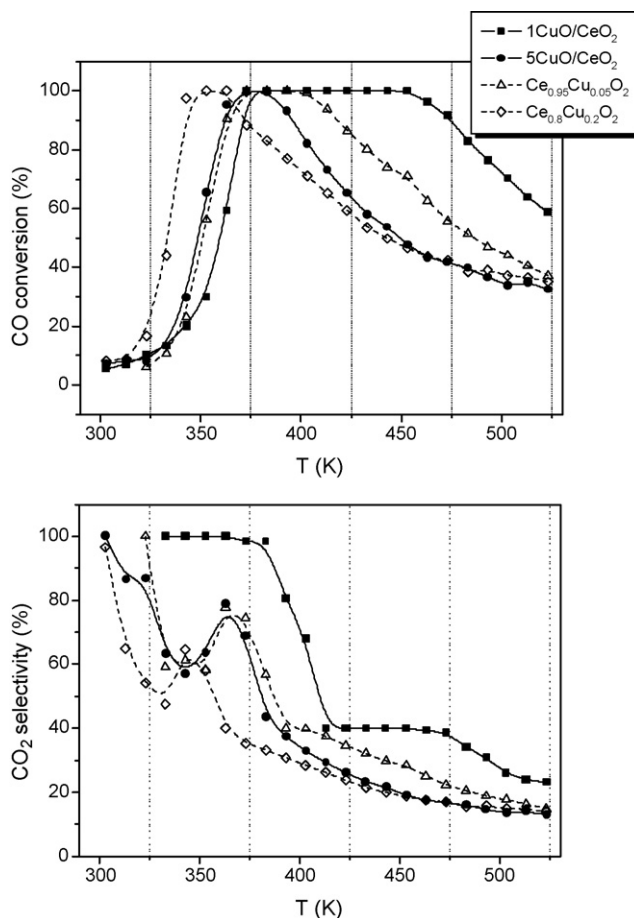 1CuO/CeO₂
5CuO/CeO₂
Ce₀.₉₅Cu₀.₀₅O₂
Ce₀.₈Cu₀.₂O₂
CO conversion (%)
100
80
60
40
20
0
300 350 400 450 500
T (K)
CO₂ selectivity (%)
100
80
60
40
20
0
300 350 400 450 500
T (K)